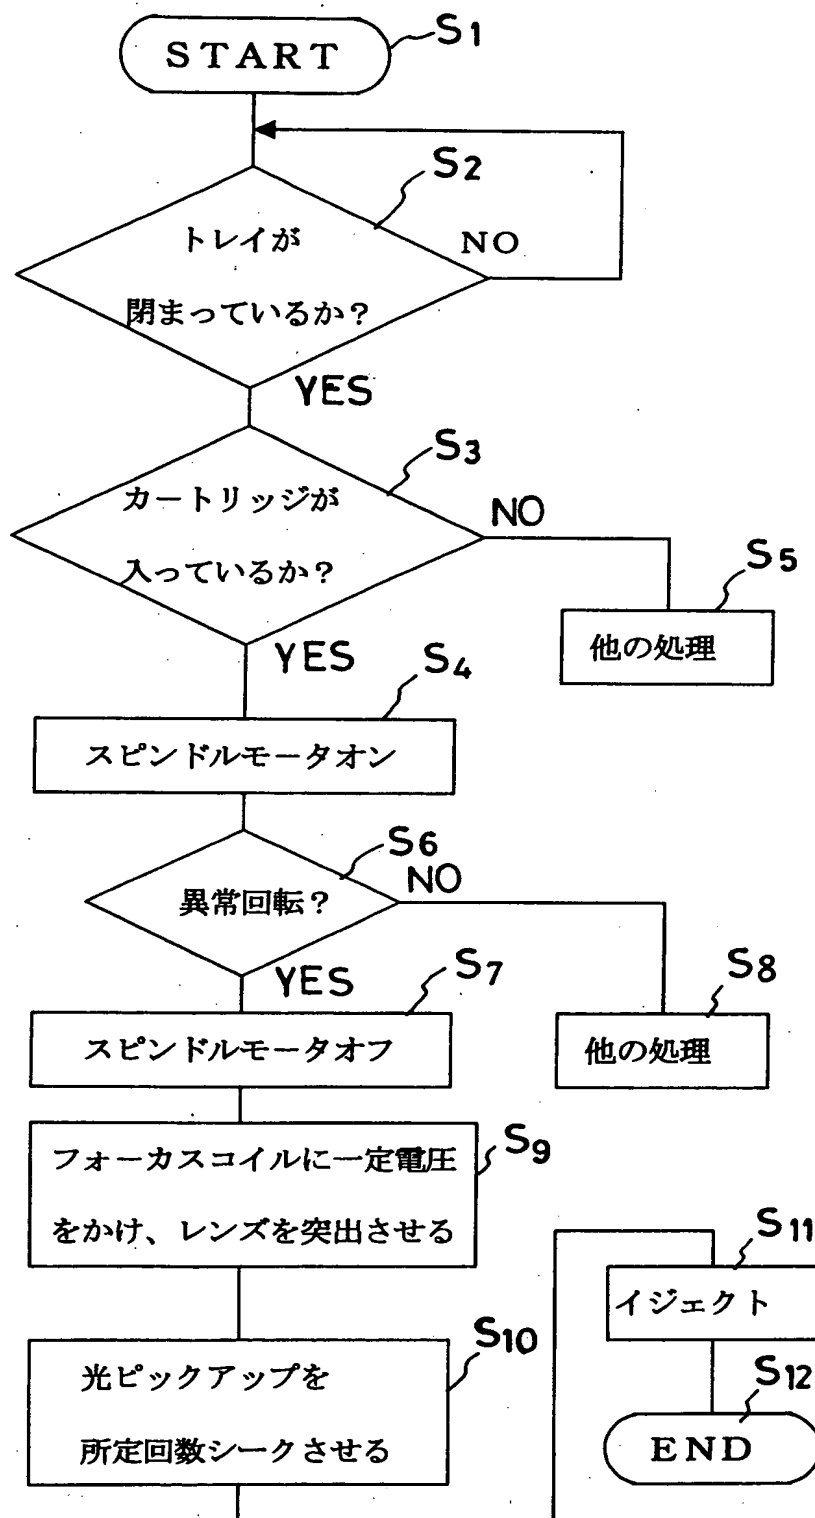 START
S1
S2
トレイが
閉まっているか？
NO
YES
S3
カートリッジが
入っているか？
NO
YES
S5
他の処理
S4
スピンドルモータオン
S6
異常回転？
NO
YES
S7
スピンドルモータオフ
S8
他の処理
S9
フォーカスコイルに一定電圧
をかけ、レンズを突出させる
S10
光ピックアップを
所定回数シークさせる
S11
イジェクト
S12
END